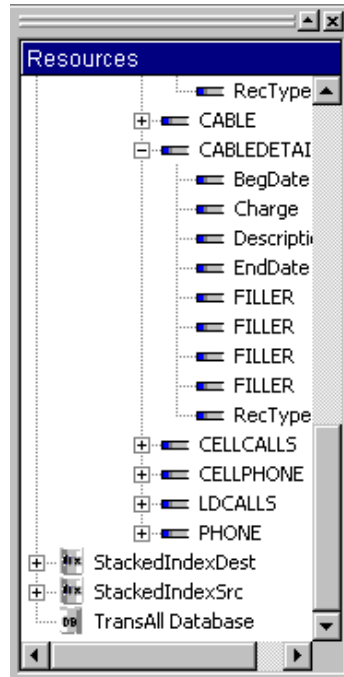 Resources
RecType
CABLE
CABLEDETAI
BegDate
Charge
Descripti
EndDate
FILLER
FILLER
FILLER
FILLER
RecType
CELLCALLS
CELLPHONE
LDCALLS
PHONE
StackedIndexDest
StackedIndexSrc
TransAll Database